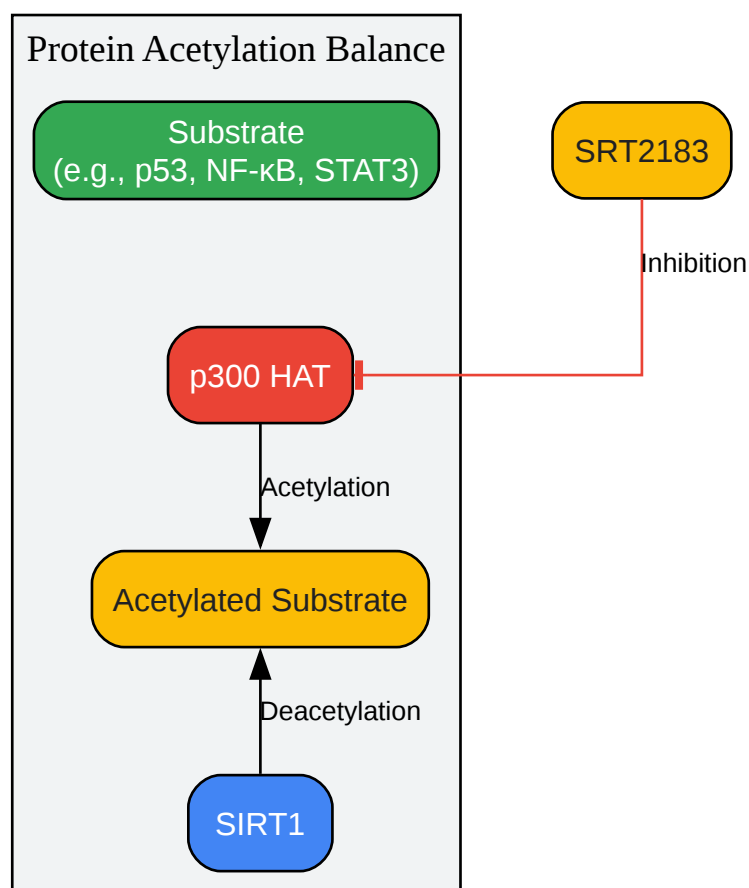 Protein Acetylation Balance
Substrate
(e.g., p53, NF-κB, STAT3)
SRT2183
Inhibition
p300 HAT
Acetylation
Acetylated Substrate
Deacetylation
SIRT1